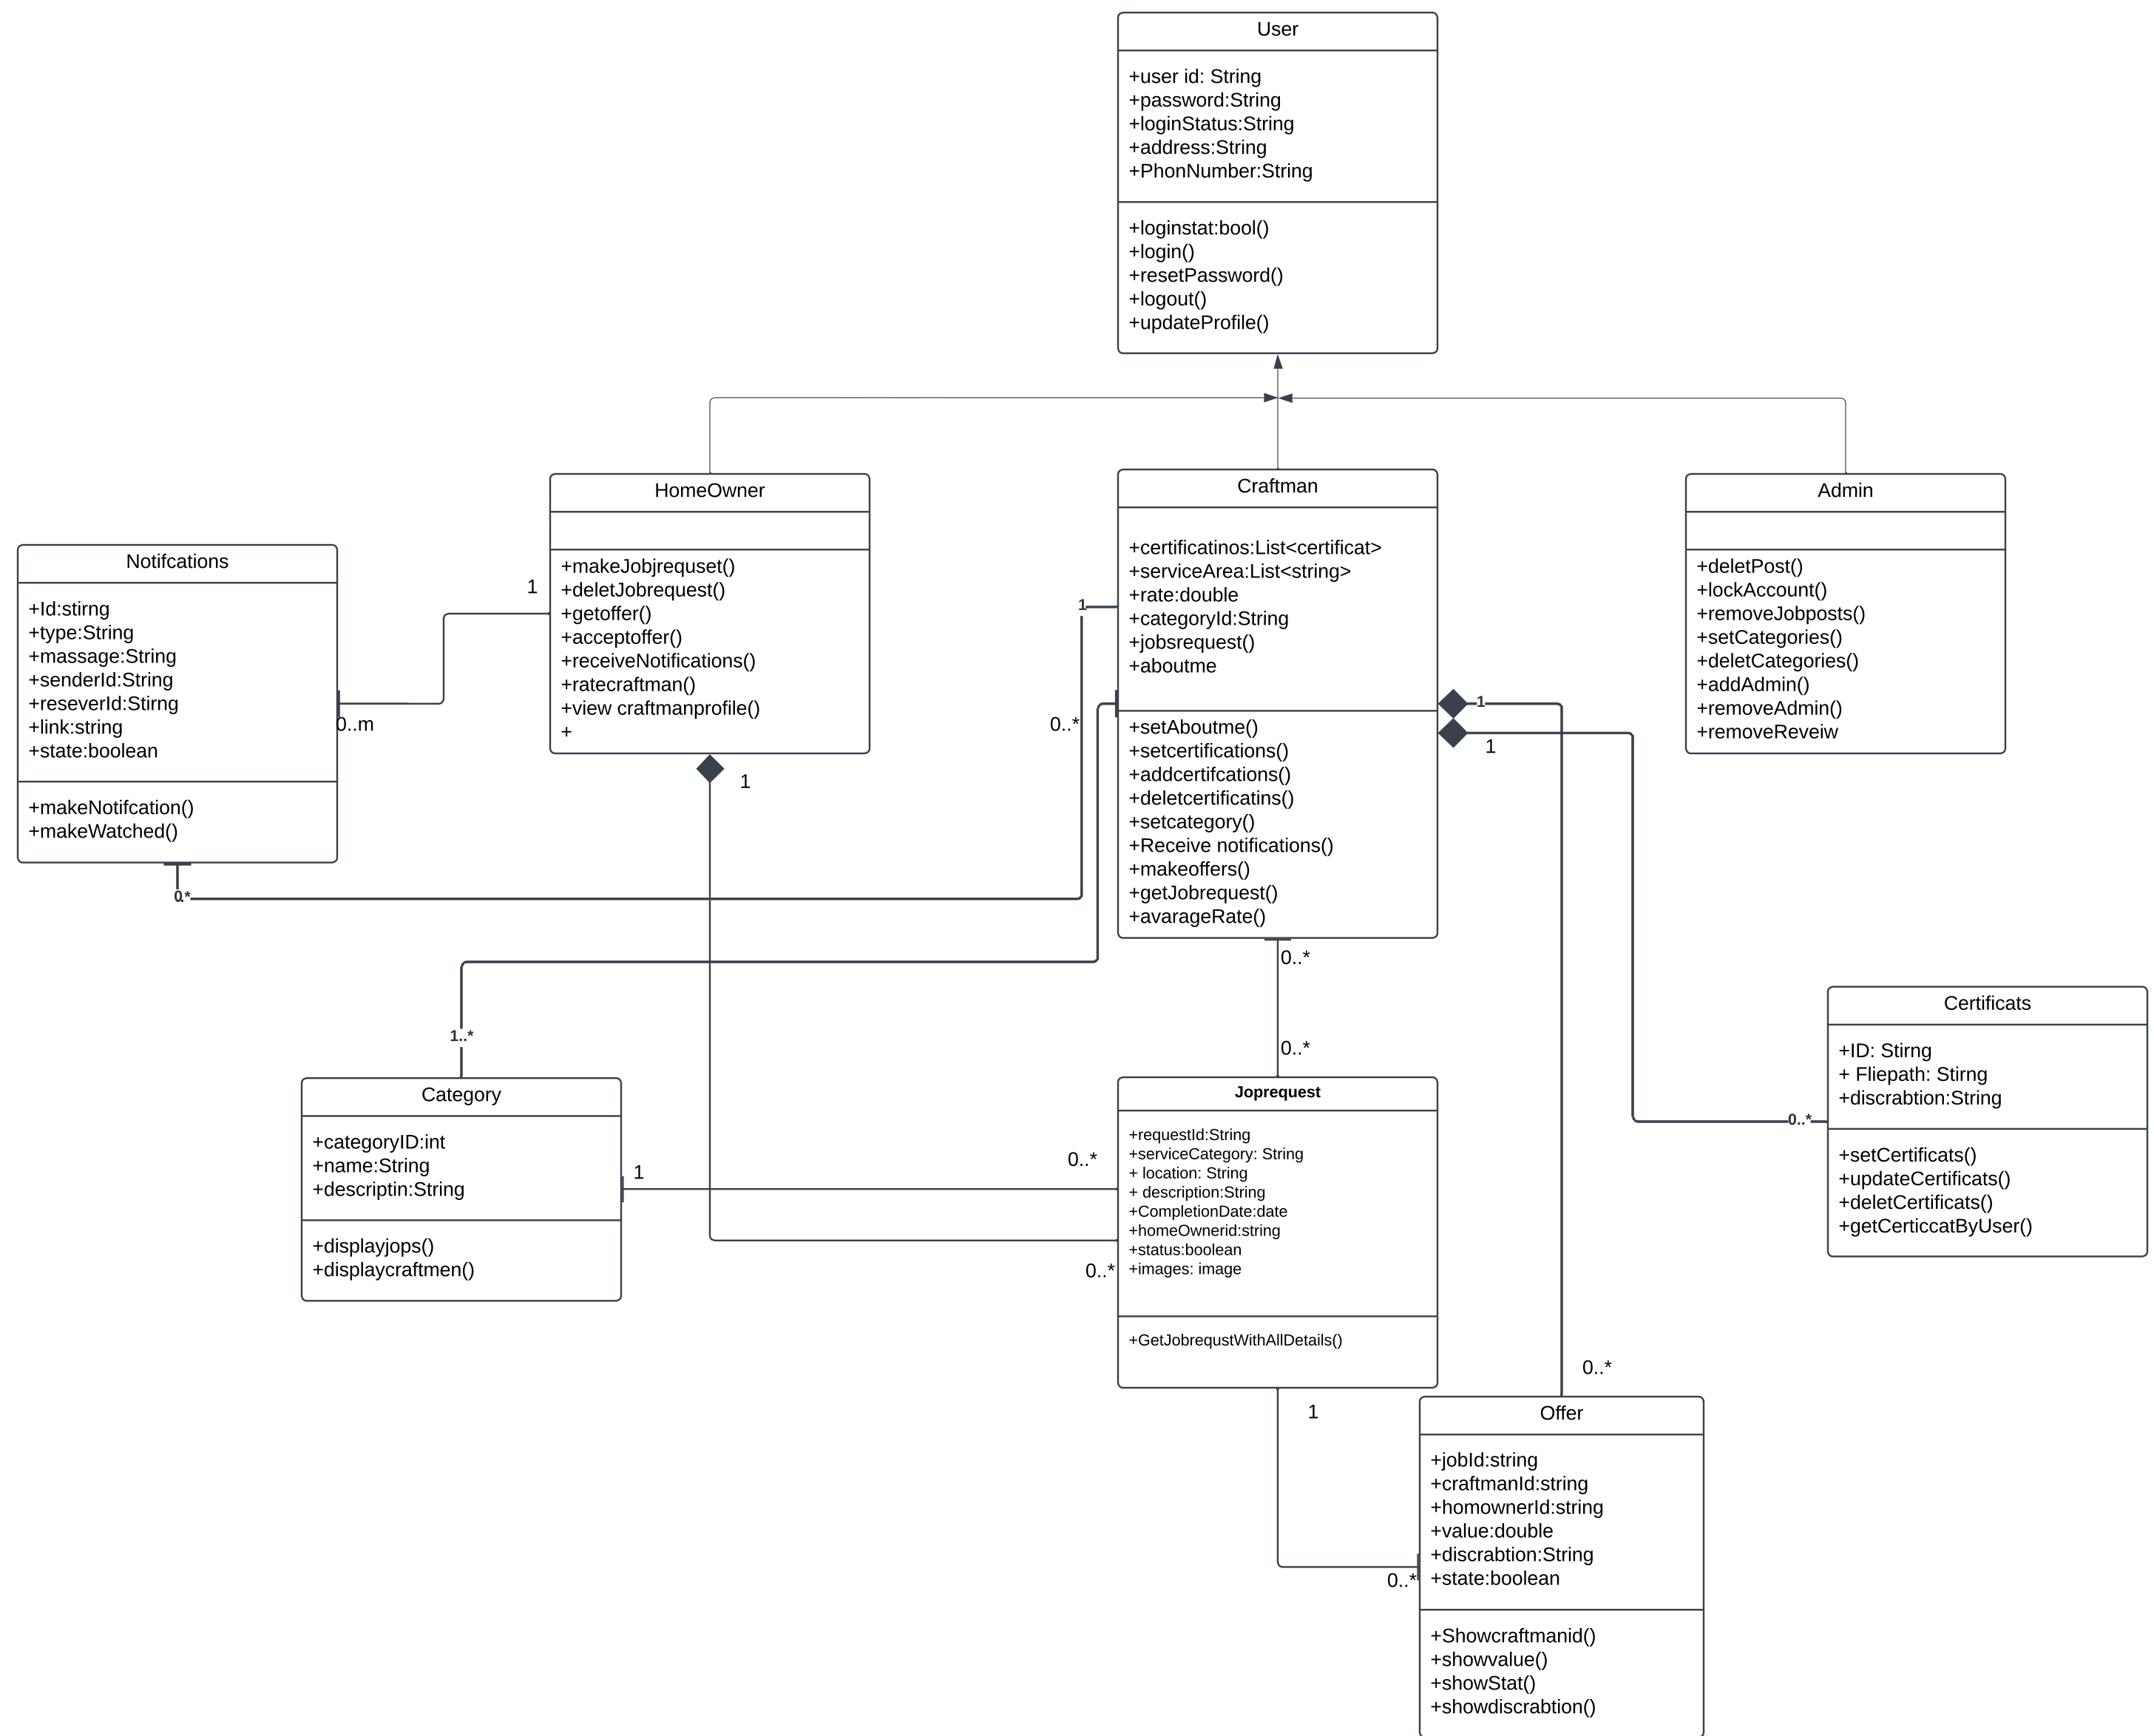 User
+user id: String
+password:String
+loginStatus:String
+address:String
+PhonNumber:String
+loginstat:bool()
+login()
+resetPassword()
+logout()
+updateProfile()
HomeOwner
+makeJobjrequset()
+deletJobrequest()
+getoffer()
+acceptoffer()
+receiveNotifications()
+ratecraftman()
+view craftmanprofile()
+
Craftman
+certificatinos:List<certificat>
+serviceArea:List<string>
+rate:double
+categoryId:String
+jobsrequest()
+aboutme
+setAboutme()
+setcertifications()
+addcertifcations()
+deletcertificatins()
+setcategory()
+Receive notifications()
+makeoffers()
+getJobrequest()
+avarageRate()
Admin
+deletPost()
+lockAccount()
+removeJobposts()
+setCategories()
+deletCategories()
+addAdmin()
+removeAdmin()
+removeReveiw
Notifcations
+Id:stirng
+type:String
+massage:String
+senderId:String
+reseverId:Stirng
+link:string
+state:boolean
+makeNotifcation()
+makeWatched()
1
0..m
1
0..*
1
1
1
0..*
0..*
0..*
1..*
Category
+categoryID:int
+name:String
+descriptin:String
+displayjops()
+displaycraftmen()
1
0..*
0..*
Joprequest
+requestId:String
+serviceCategory: String
+ location: String
+ description:String
+CompletionDate:date
+homeOwnerid:string
+status:boolean
+images: image
+GetJobrequstWithAllDetails()
Certificats
+ID: Stirng
+ Fliepath: Stirng
+discrabtion:String
+setCertificats()
+updateCertificats()
+deletCertificats()
+getCerticcatByUser()
0..*
0..*
1
0..*
Offer
+jobId:string
+craftmanId:string
+homownerId:string
+value:double
+discrabtion:String
+state:boolean
+Showcraftmanid()
+showvalue()
+showStat()
+showdiscrabtion()